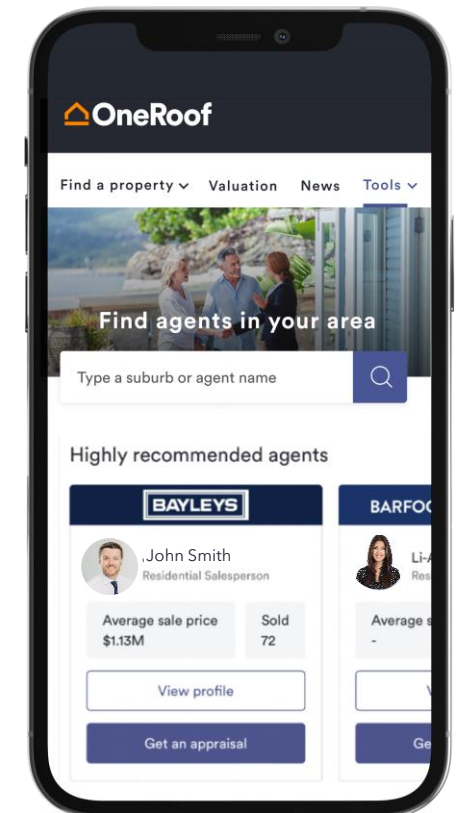 OneRoof
Find a property Valuation News Tools
Find agents in your area
Type a suburb or agent name
Highly recommended agents
BAYLEYS
BARFOO
,John Smith
Residential Salesperson
Li-A
Res
Average sale price
$1.13M
Sold
72
Average s
-
View profile
V
Get an appraisal
Ge